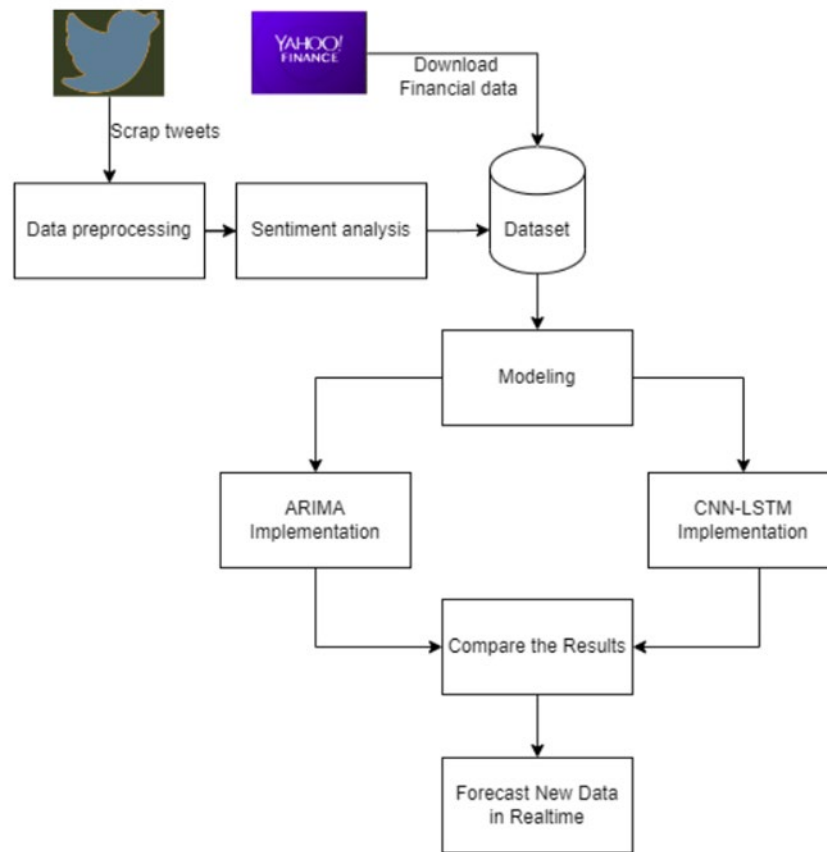 YAHOO!
FINANCE
Download
Financial data
Scrap tweets
Data preprocessing
Sentiment analysis
Dataset
Modeling
ARIMA
Implementation
CNN-LSTM
Implementation
Compare the Results
Forecast New Data
in Realtime